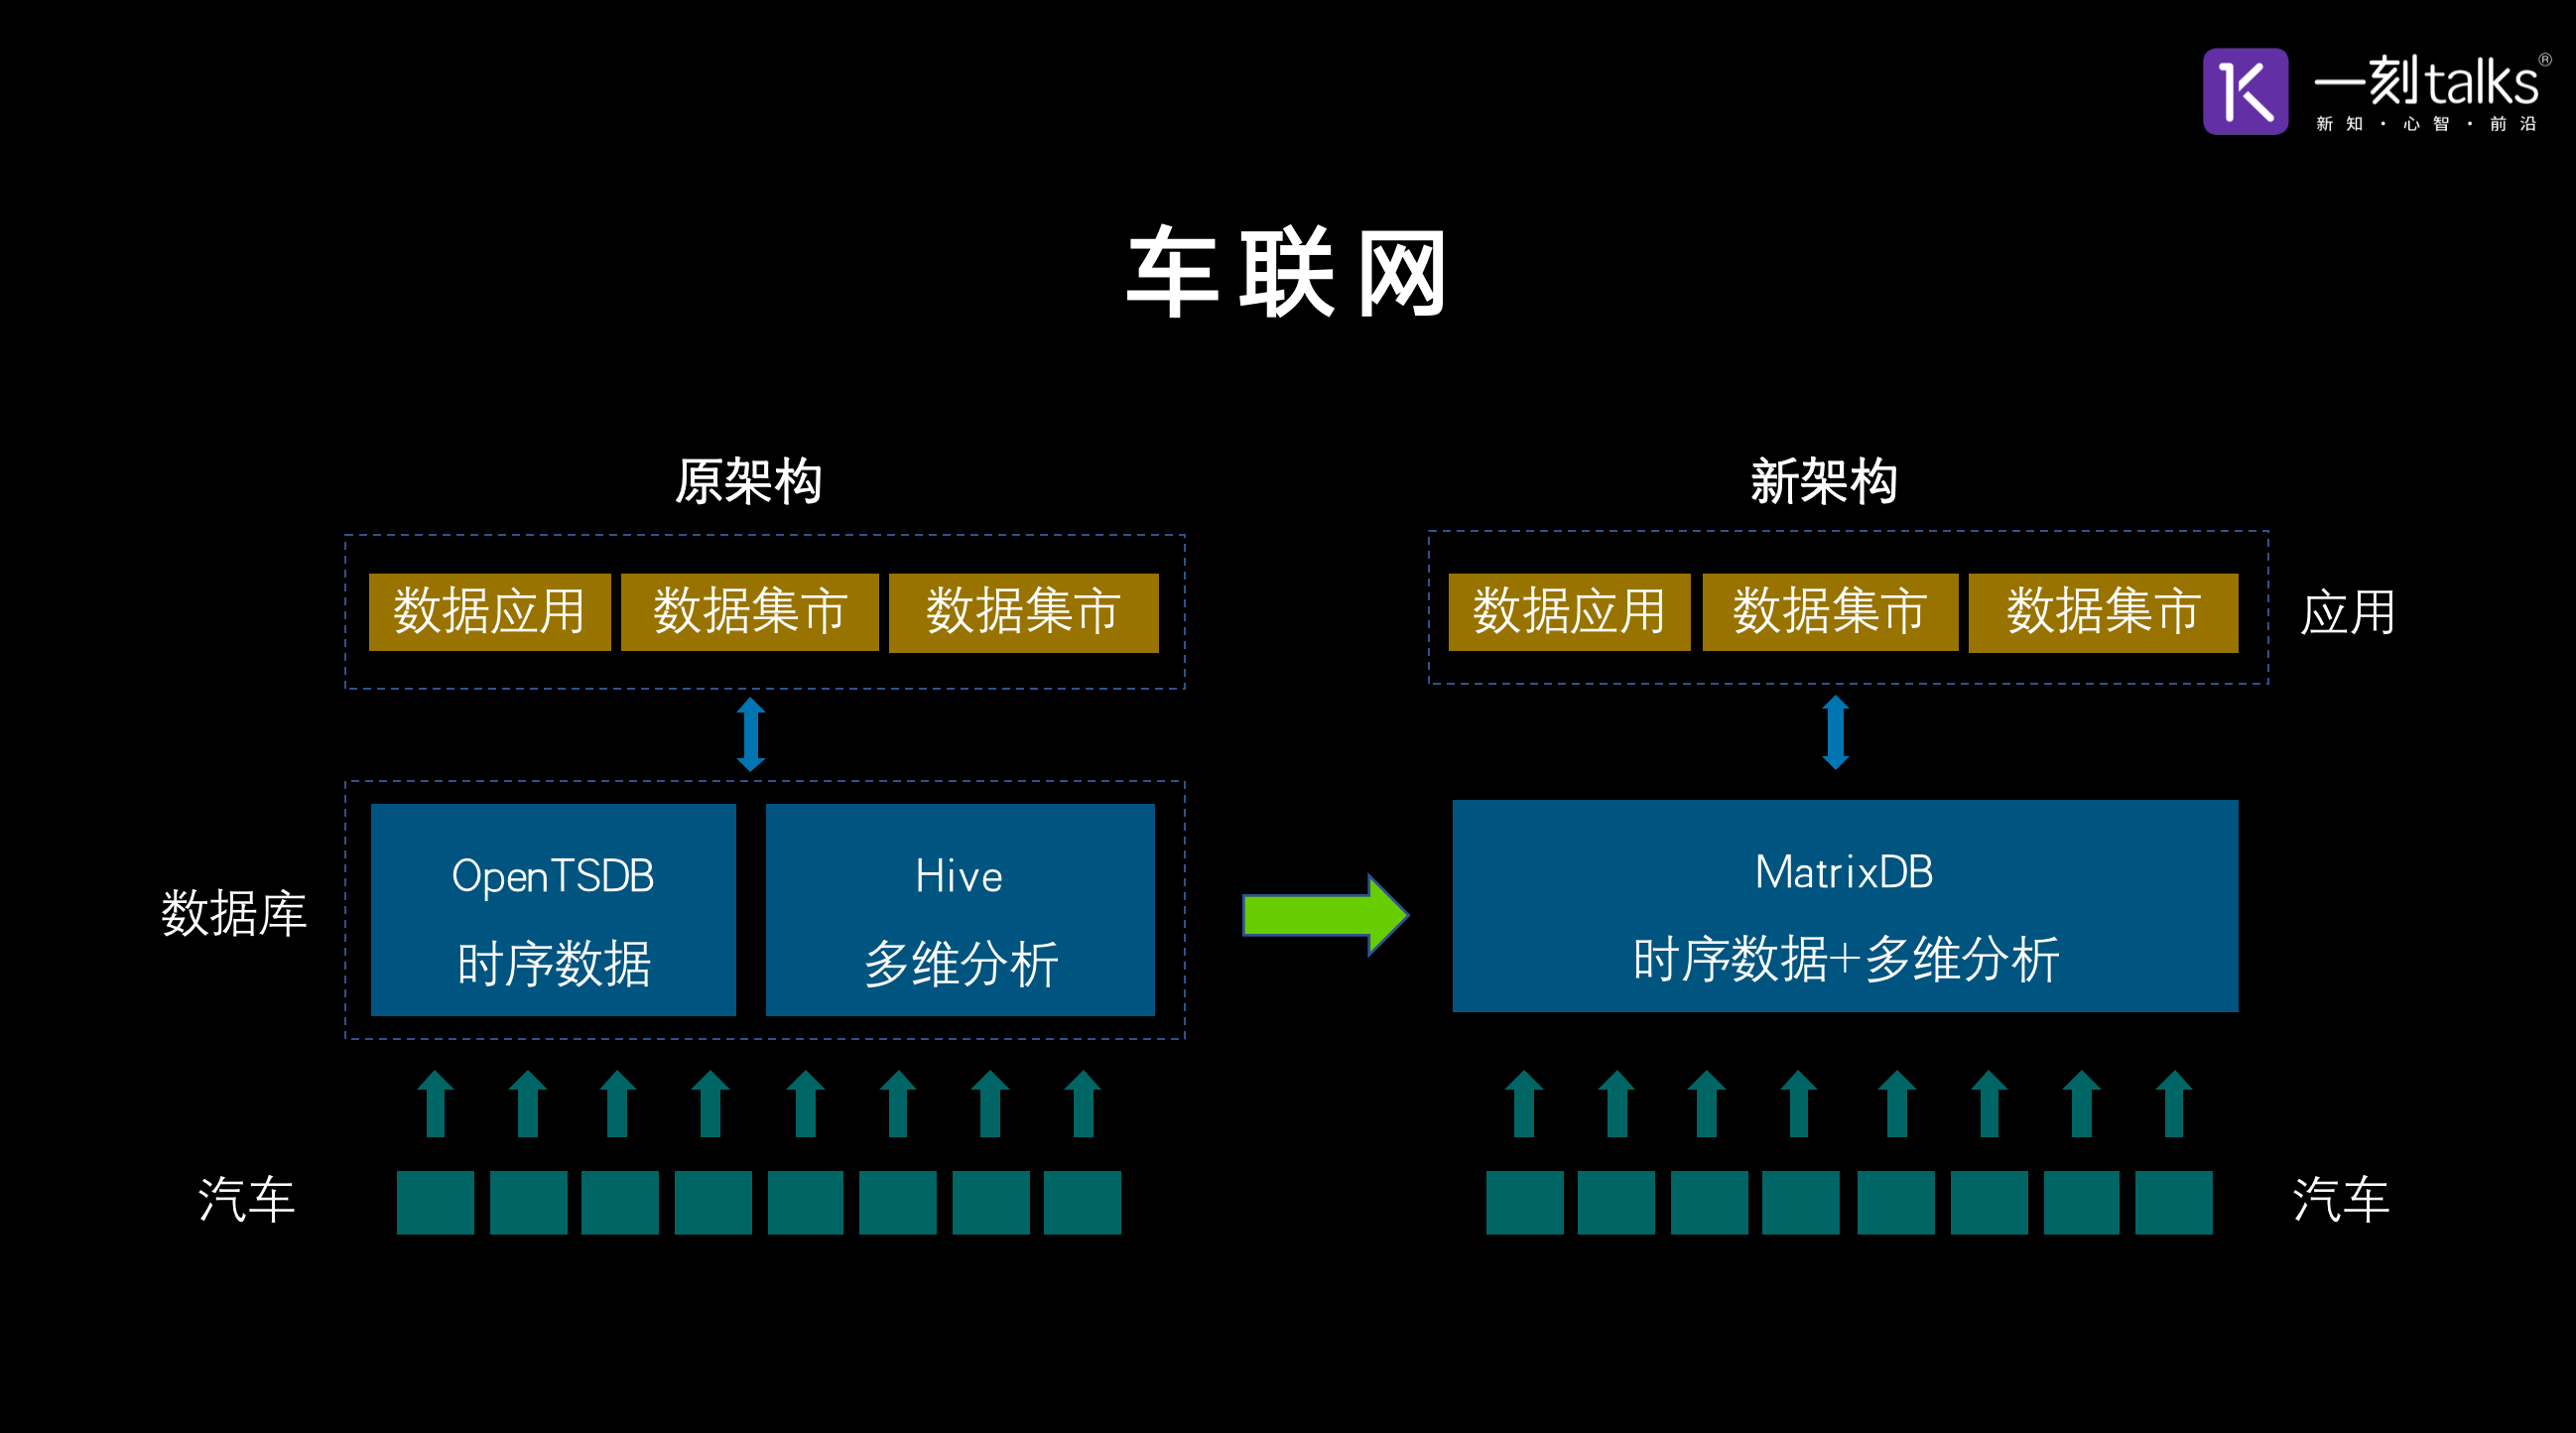 一刻talks®
新知·心智·前沿
车联网
原架构
数据应用 数据集市 数据集市
数据库
OpenTSDB
时序数据
Hive
多维分析
汽车
新架构
数据应用 数据集市 数据集市
应用
MatrixDB
时序数据+多维分析
汽车